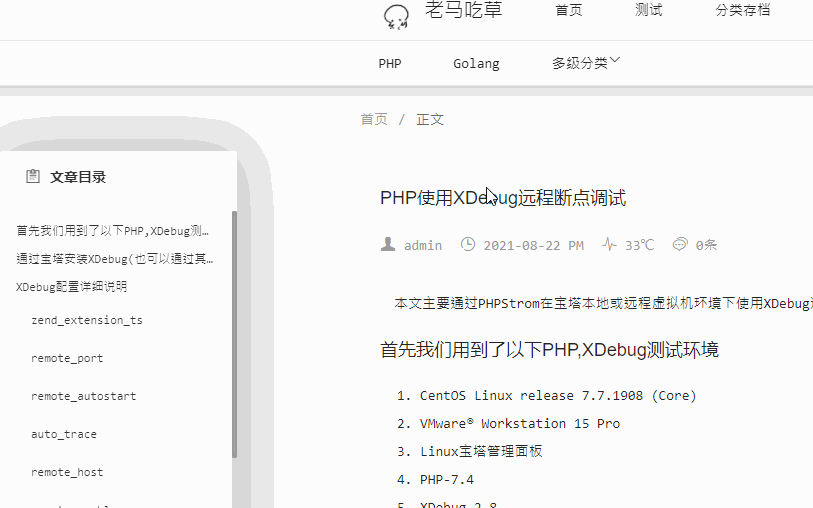 老马吃草 首页 测试 分类存档
PHP Golang 多级分类
首页 / 正文
文章目录
首先我们用到了以下PHP,XDebug测…
通过宝塔安装XDebug(也可以通过其…
XDebug配置详细说明
zend_extension_ts
remote_port
remote_autostart
auto_trace
remote_host
PHP使用XDebug远程断点调试
admin 2021-08-22 PM 33℃ 0条
本文主要通过PHPStrom在宝塔本地或远程虚拟机环境下使用XDebug
首先我们用到了以下PHP,XDebug测试环境
1. CentOS Linux release 7.7.1908 (Core)
2. VMware® Workstation 15 Pro
3. Linux宝塔管理面板
4. PHP-7.4
5. XDebug 2.8